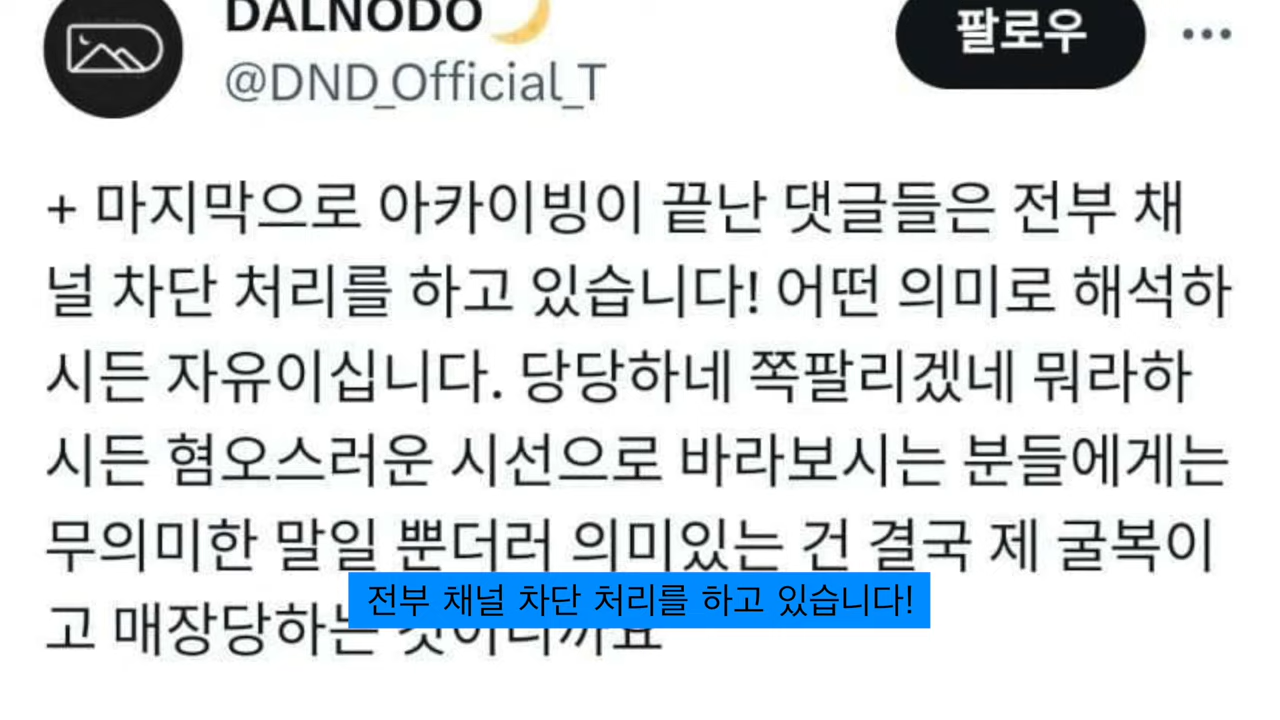 DALNODO🌙
@DND_Official_T
팔로우
+ 마지막으로 아카이빙이 끝난 댓글들은 전부 채
널 차단 처리를 하고 있습니다! 어떤 의미로 해석하
시든 자유이십니다. 당당하네 쪽팔리겠네 뭐라하
시든 혐오스러운 시선으로 바라보시는 분들에게는
무의미한 말일 뿐더러 의미있는 건 결국 제 굴복이
고 매장당하는 것이니까요
전부 채널 차단 처리를 하고 있습니다!